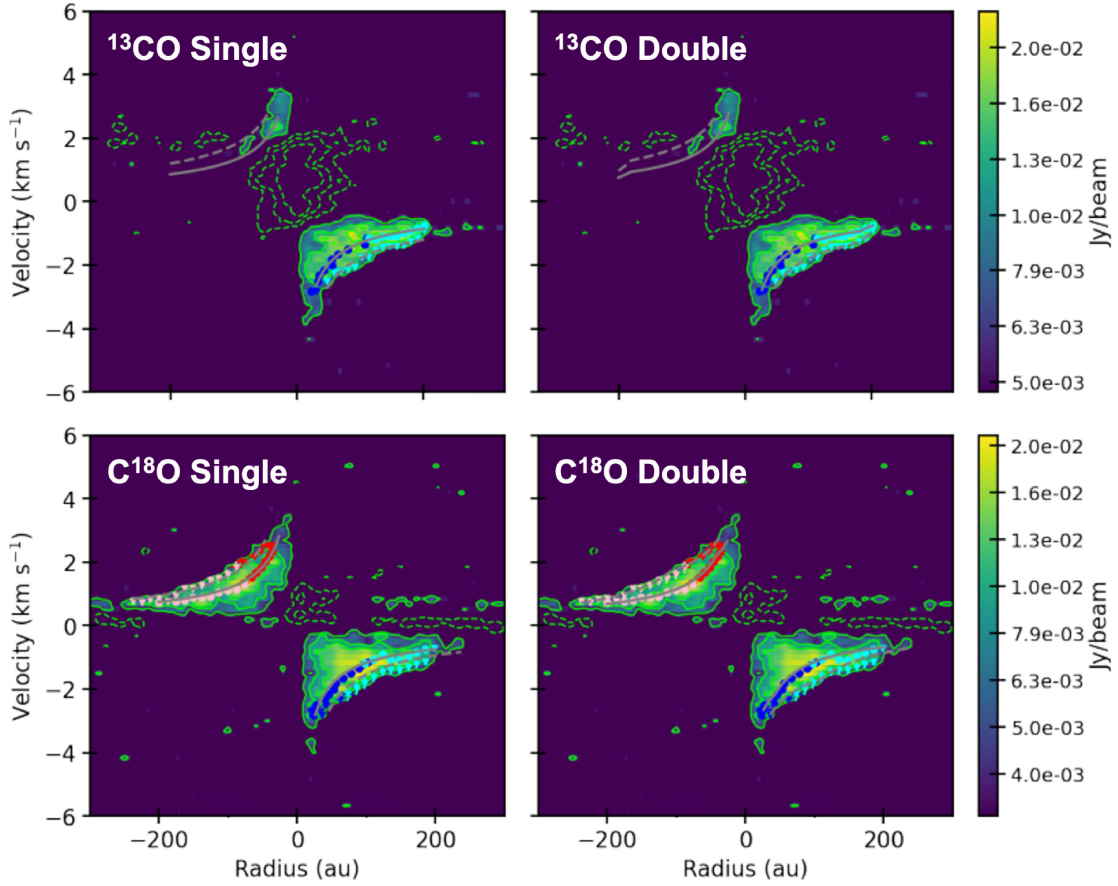 ¹³CO Single
¹³CO Double
6
4
2
0
−2
−4
−6
Velocity (km s⁻¹)
2.0e-02
1.6e-02
1.3e-02
1.0e-02
7.9e-03
6.3e-03
5.0e-03
Jy/beam
C¹⁸O Single
C¹⁸O Double
6
4
2
0
−2
−4
−6
Velocity (km s⁻¹)
2.0e-02
1.6e-02
1.3e-02
1.0e-02
7.9e-03
6.3e-03
5.0e-03
4.0e-03
Jy/beam
−200
0
200
−200
0
200
Radius (au)
Radius (au)